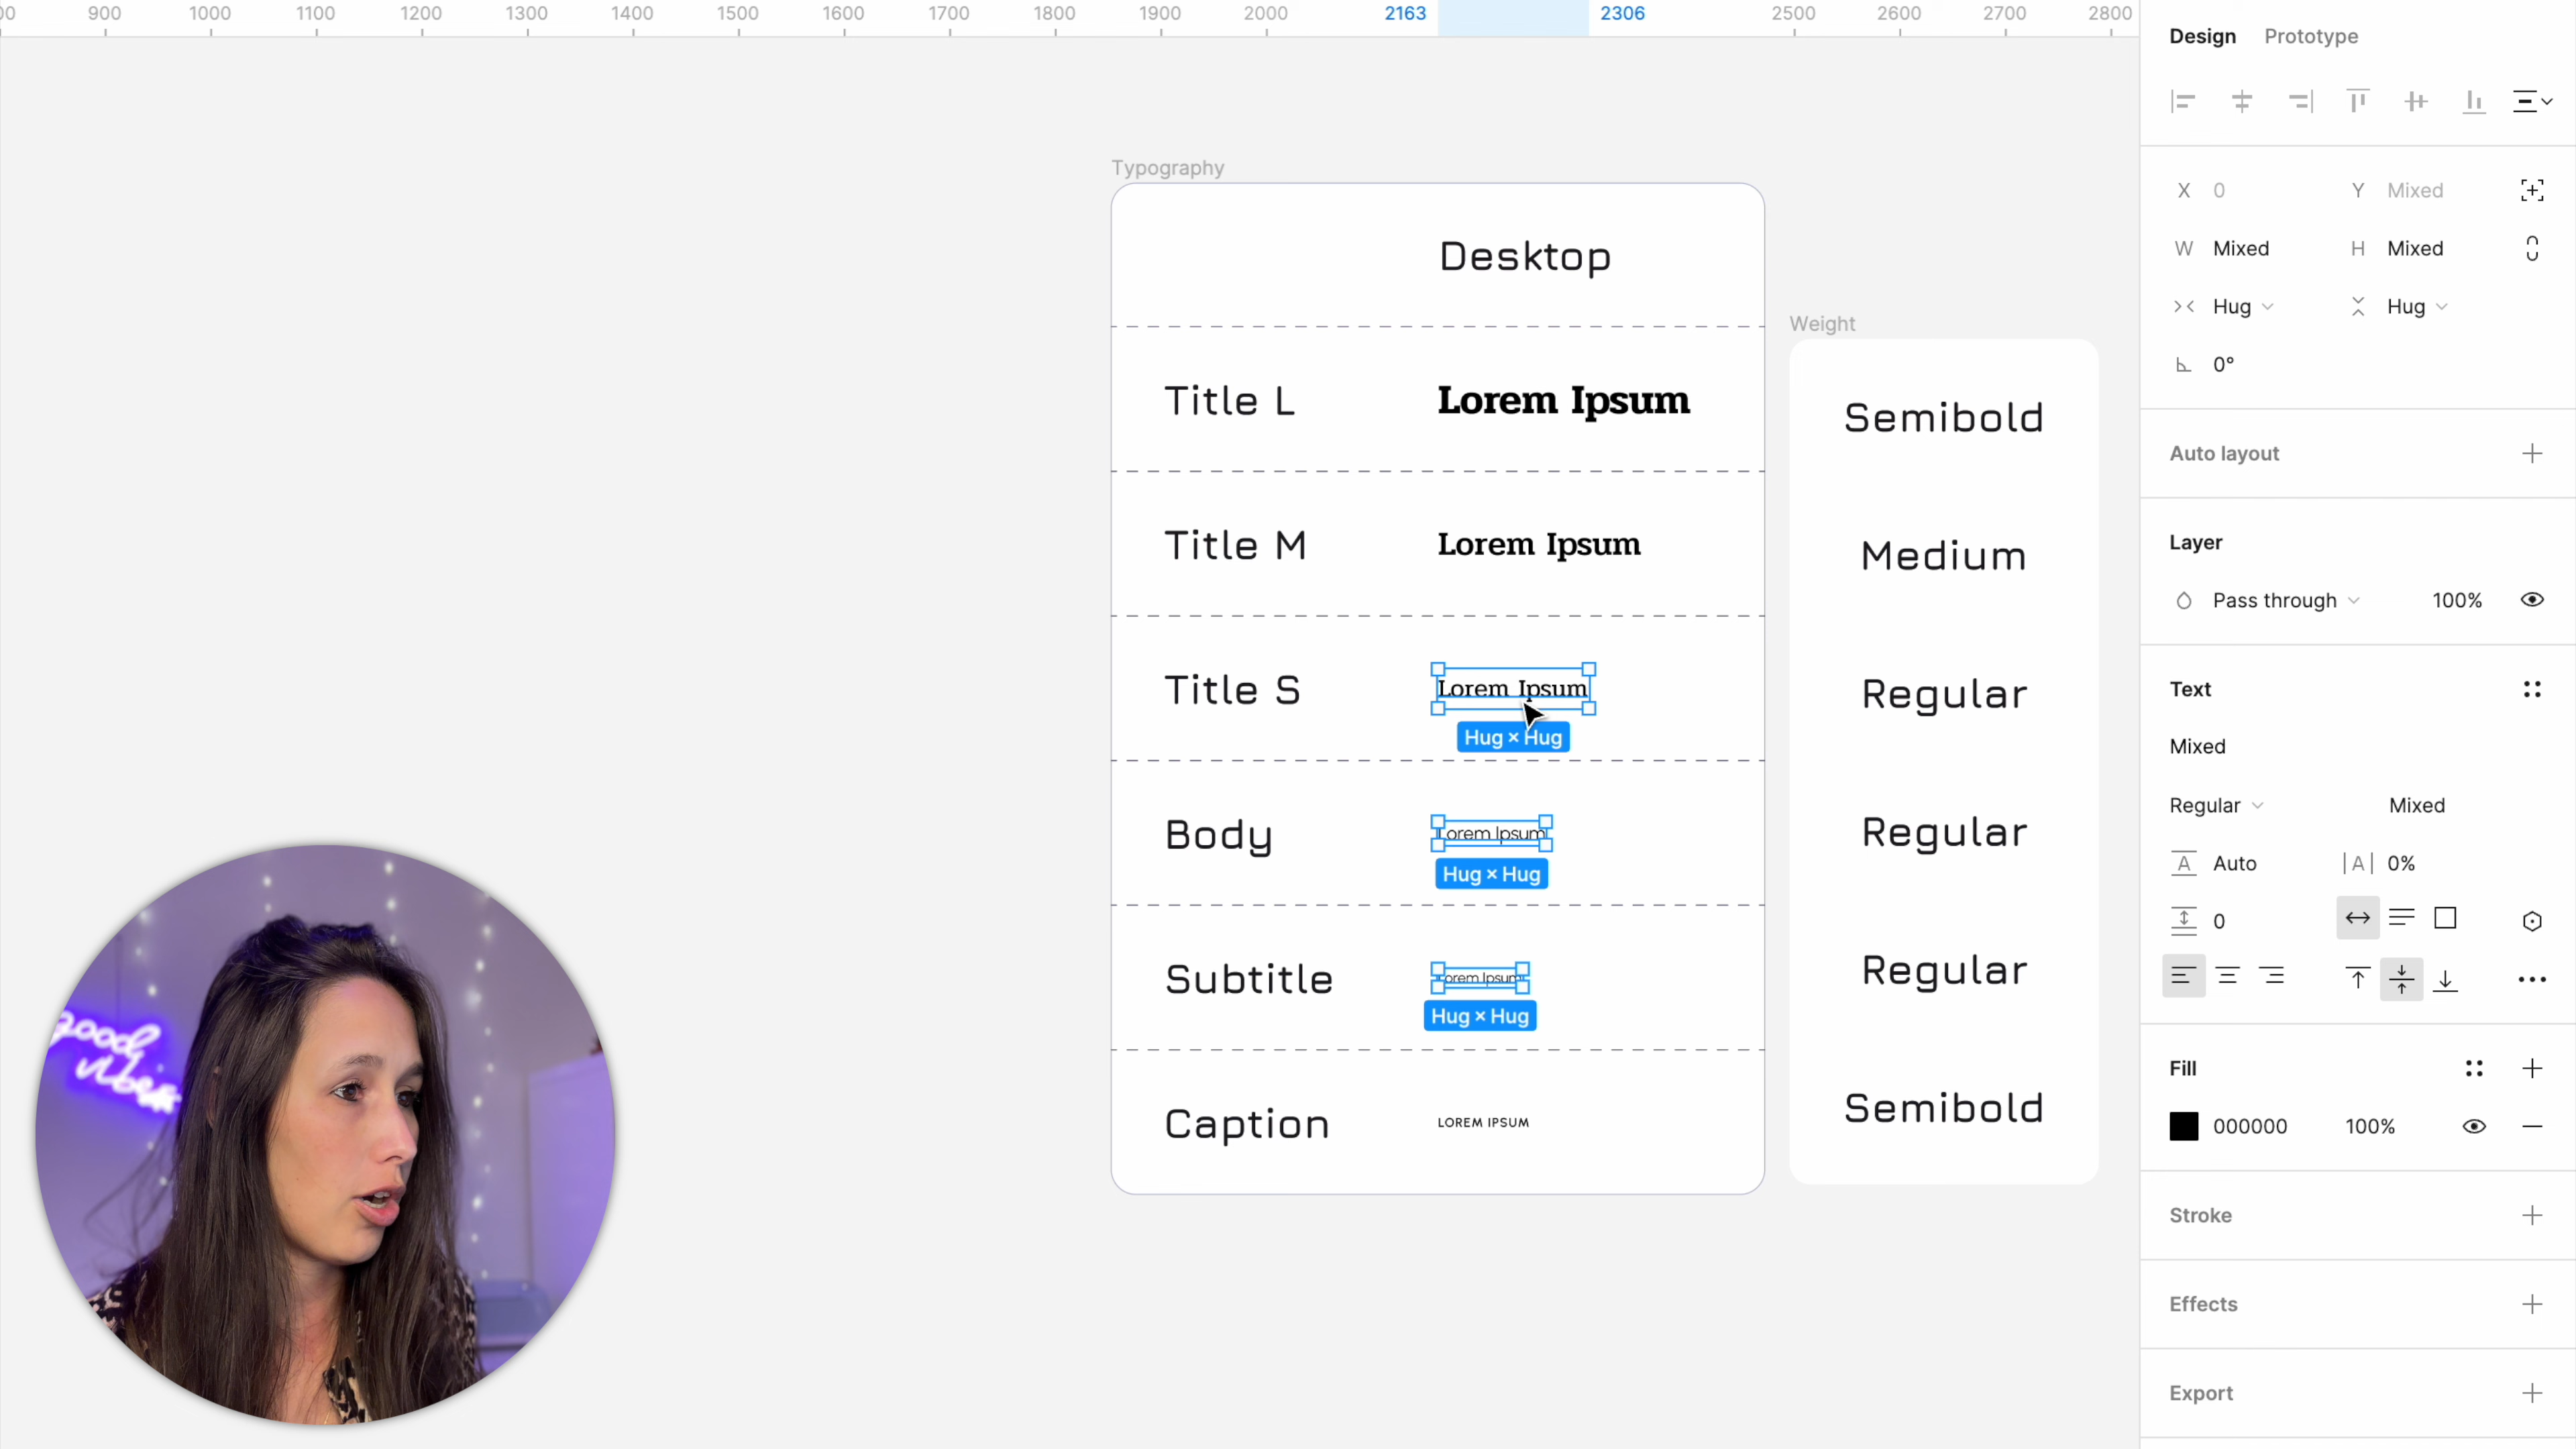 900 1000 1100 1200 1300 1400 1500 1600 1700 1800 1900 2000 2163 2306 2500 2600 2700 2800
Design Prototype
X 0 Y Mixed
W Mixed H Mixed
Hug Hug
0°
Auto layout
Layer
Pass through 100%
Text
Mixed
Regular Mixed
A Auto |A| 0%
0
Fill
000000 100%
Stroke
Effects
Export
Typography
Desktop
Title L Lorem Ipsum
Title M Lorem Ipsum
Title S Lorem Ipsum
Hug × Hug
Body Lorem Ipsum
Hug × Hug
Subtitle Lorem Ipsum
Hug × Hug
Caption LOREM IPSUM
Weight
Semibold
Medium
Regular
Regular
Regular
Semibold
good
vibes